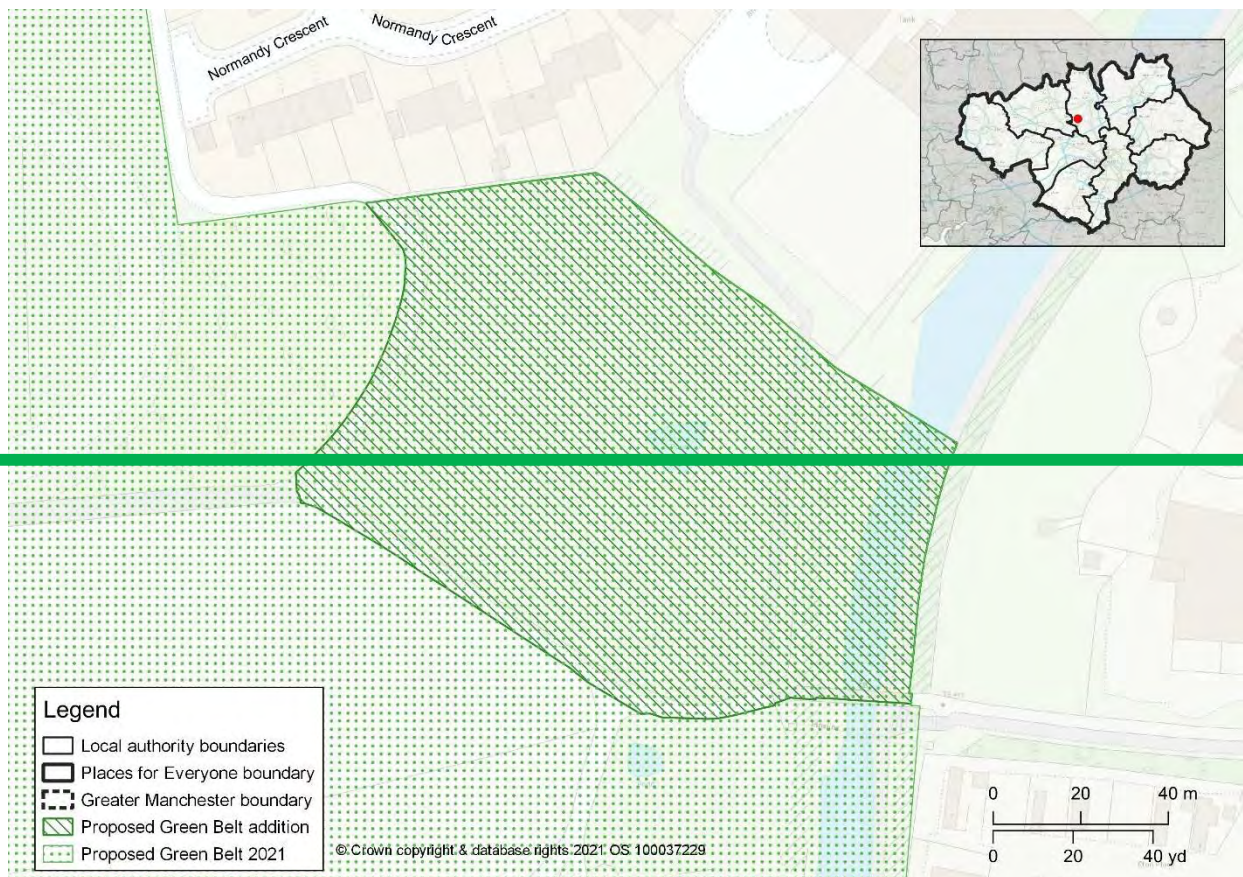 Normandy Crescent
Normandy Crescent
Tank
Legend
Local authority boundaries
Places for Everyone boundary
Greater Manchester boundary
Proposed Green Belt addition
Proposed Green Belt 2021
© Crown copyright & database rights 2021 OS 100037229
0 20 40 m
0 20 40 yd